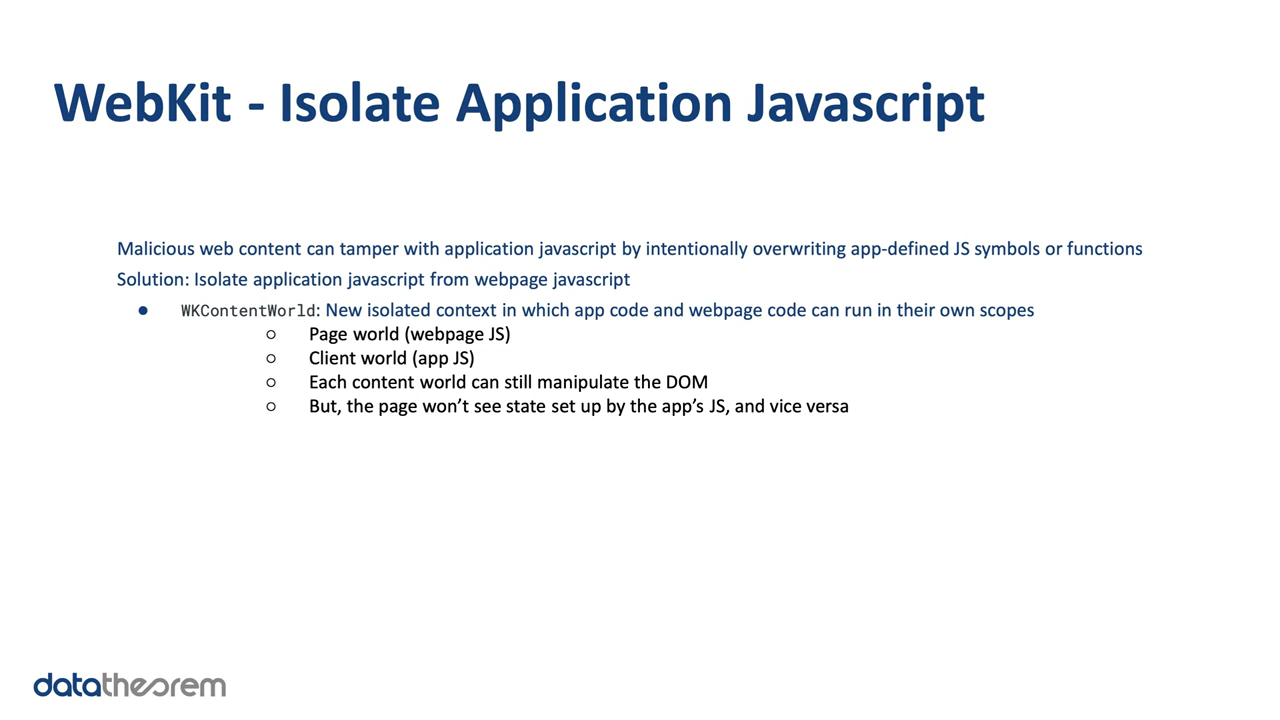 WebKit - Isolate Application Javascript
Malicious web content can tamper with application javascript by intentionally overwriting app-defined JS symbols or functions
Solution: Isolate application javascript from webpage javascript
● WKContentWorld: New isolated context in which app code and webpage code can run in their own scopes
○ Page world (webpage JS)
○ Client world (app JS)
○ Each content world can still manipulate the DOM
○ But, the page won’t see state set up by the app’s JS, and vice versa
datatheorem